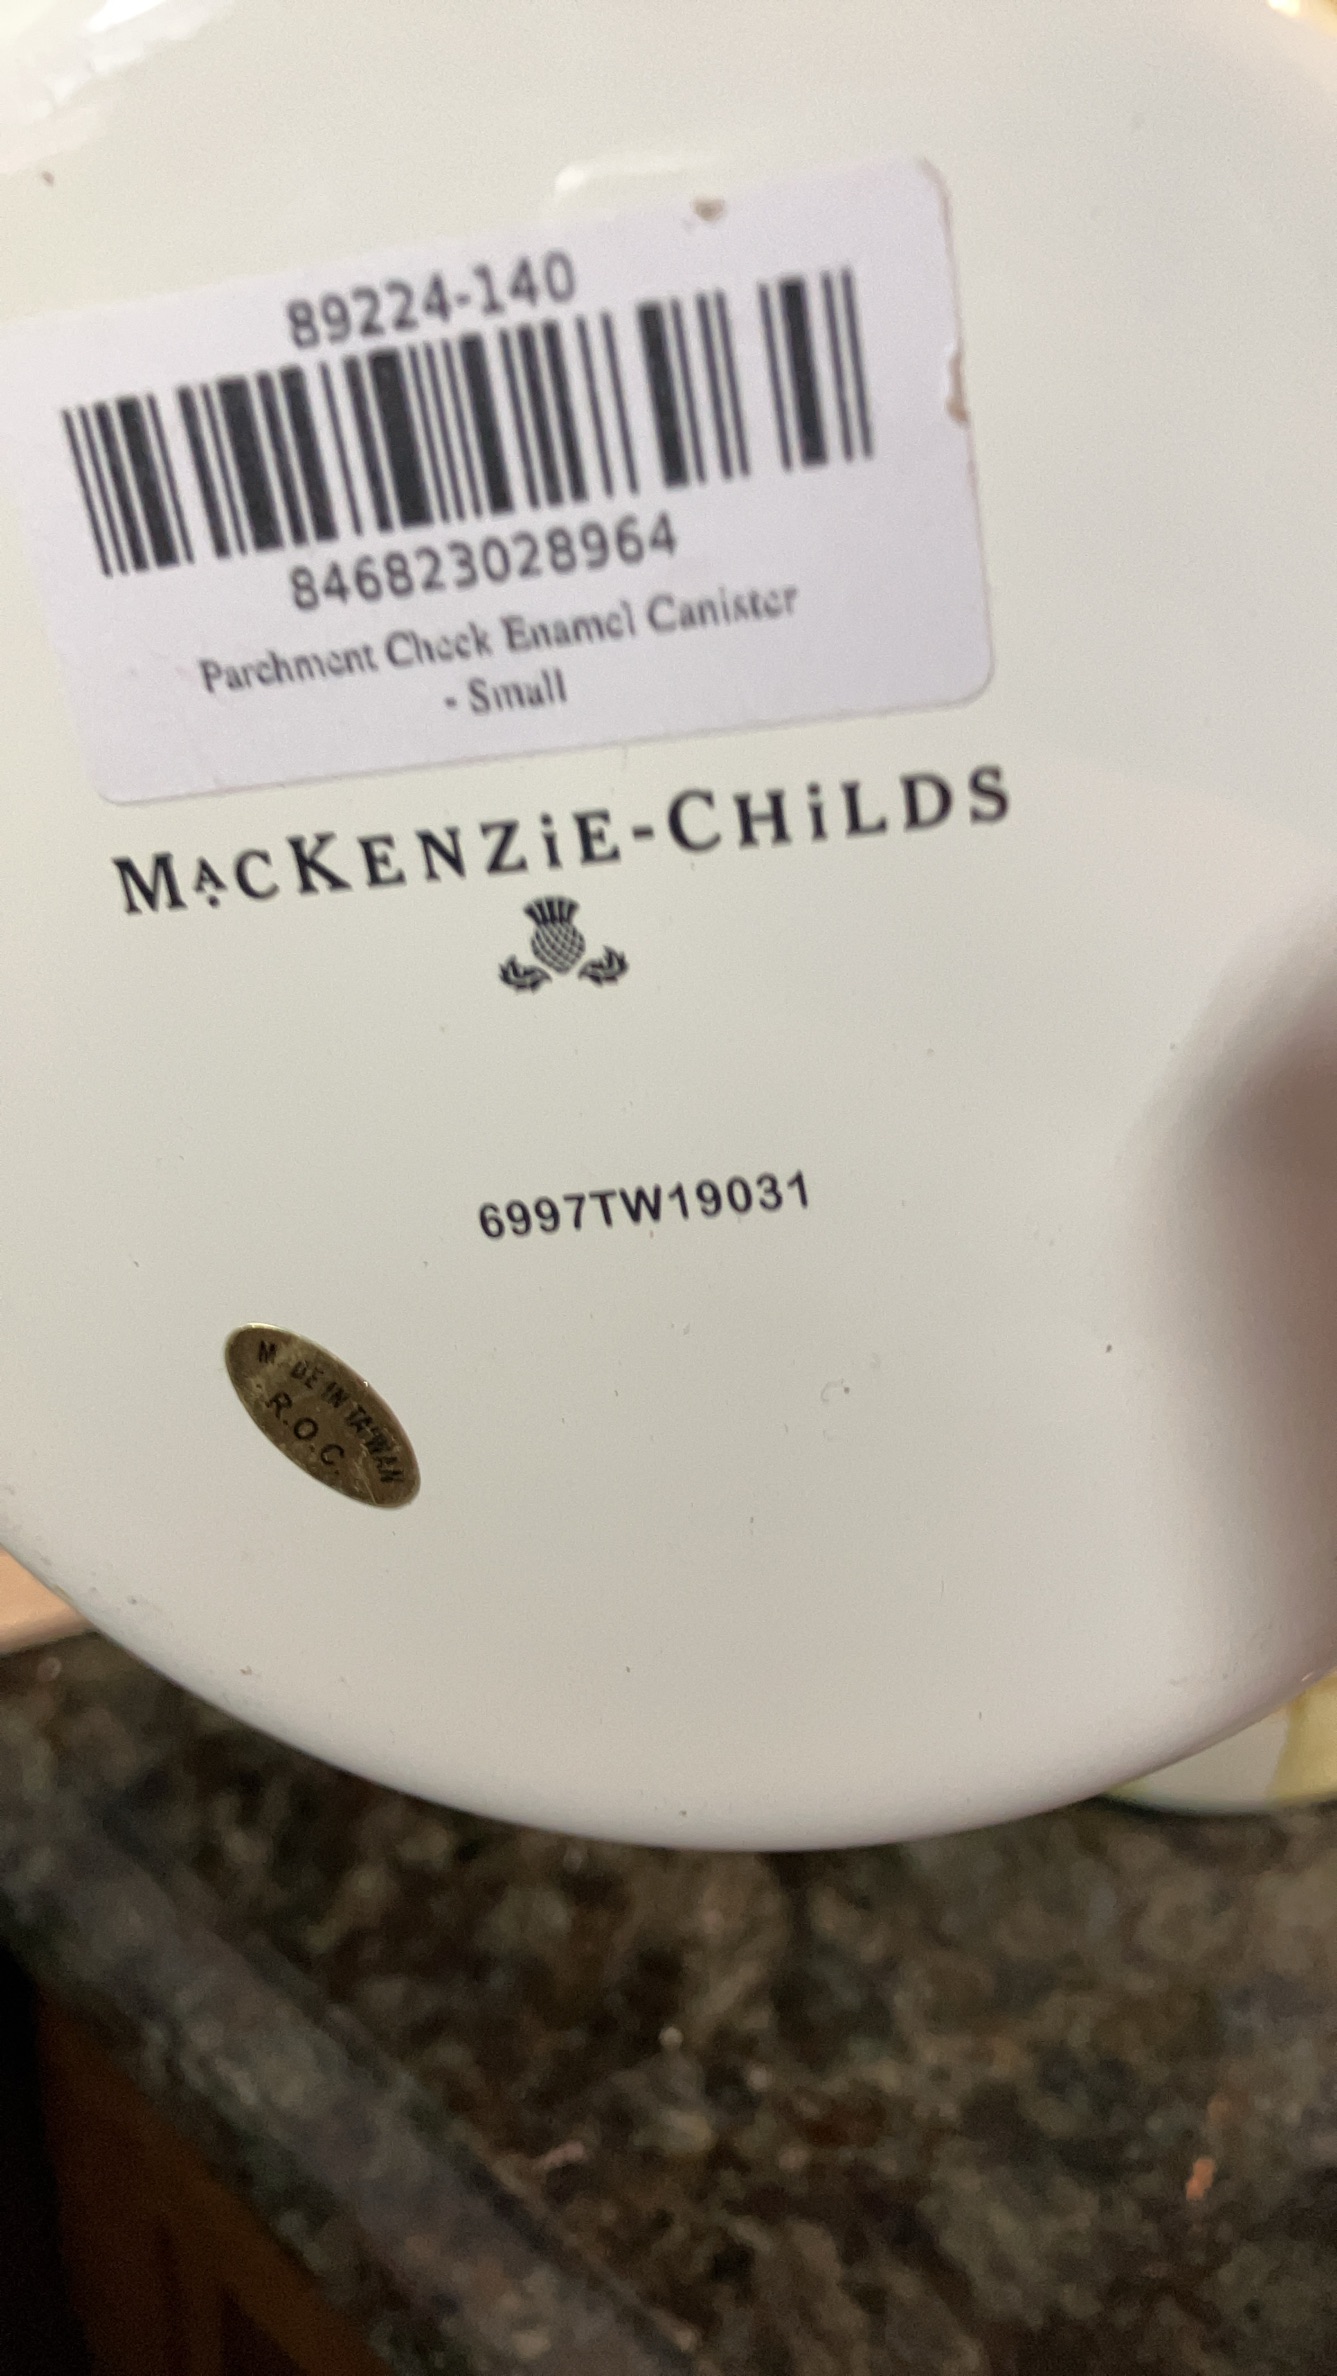 89224-140
846823028964
Parchment Check Enamel Canister
- Small
MACKENZiE-CHiLDS
6997TW19031
MADE IN TAIWAN
R.O.C.